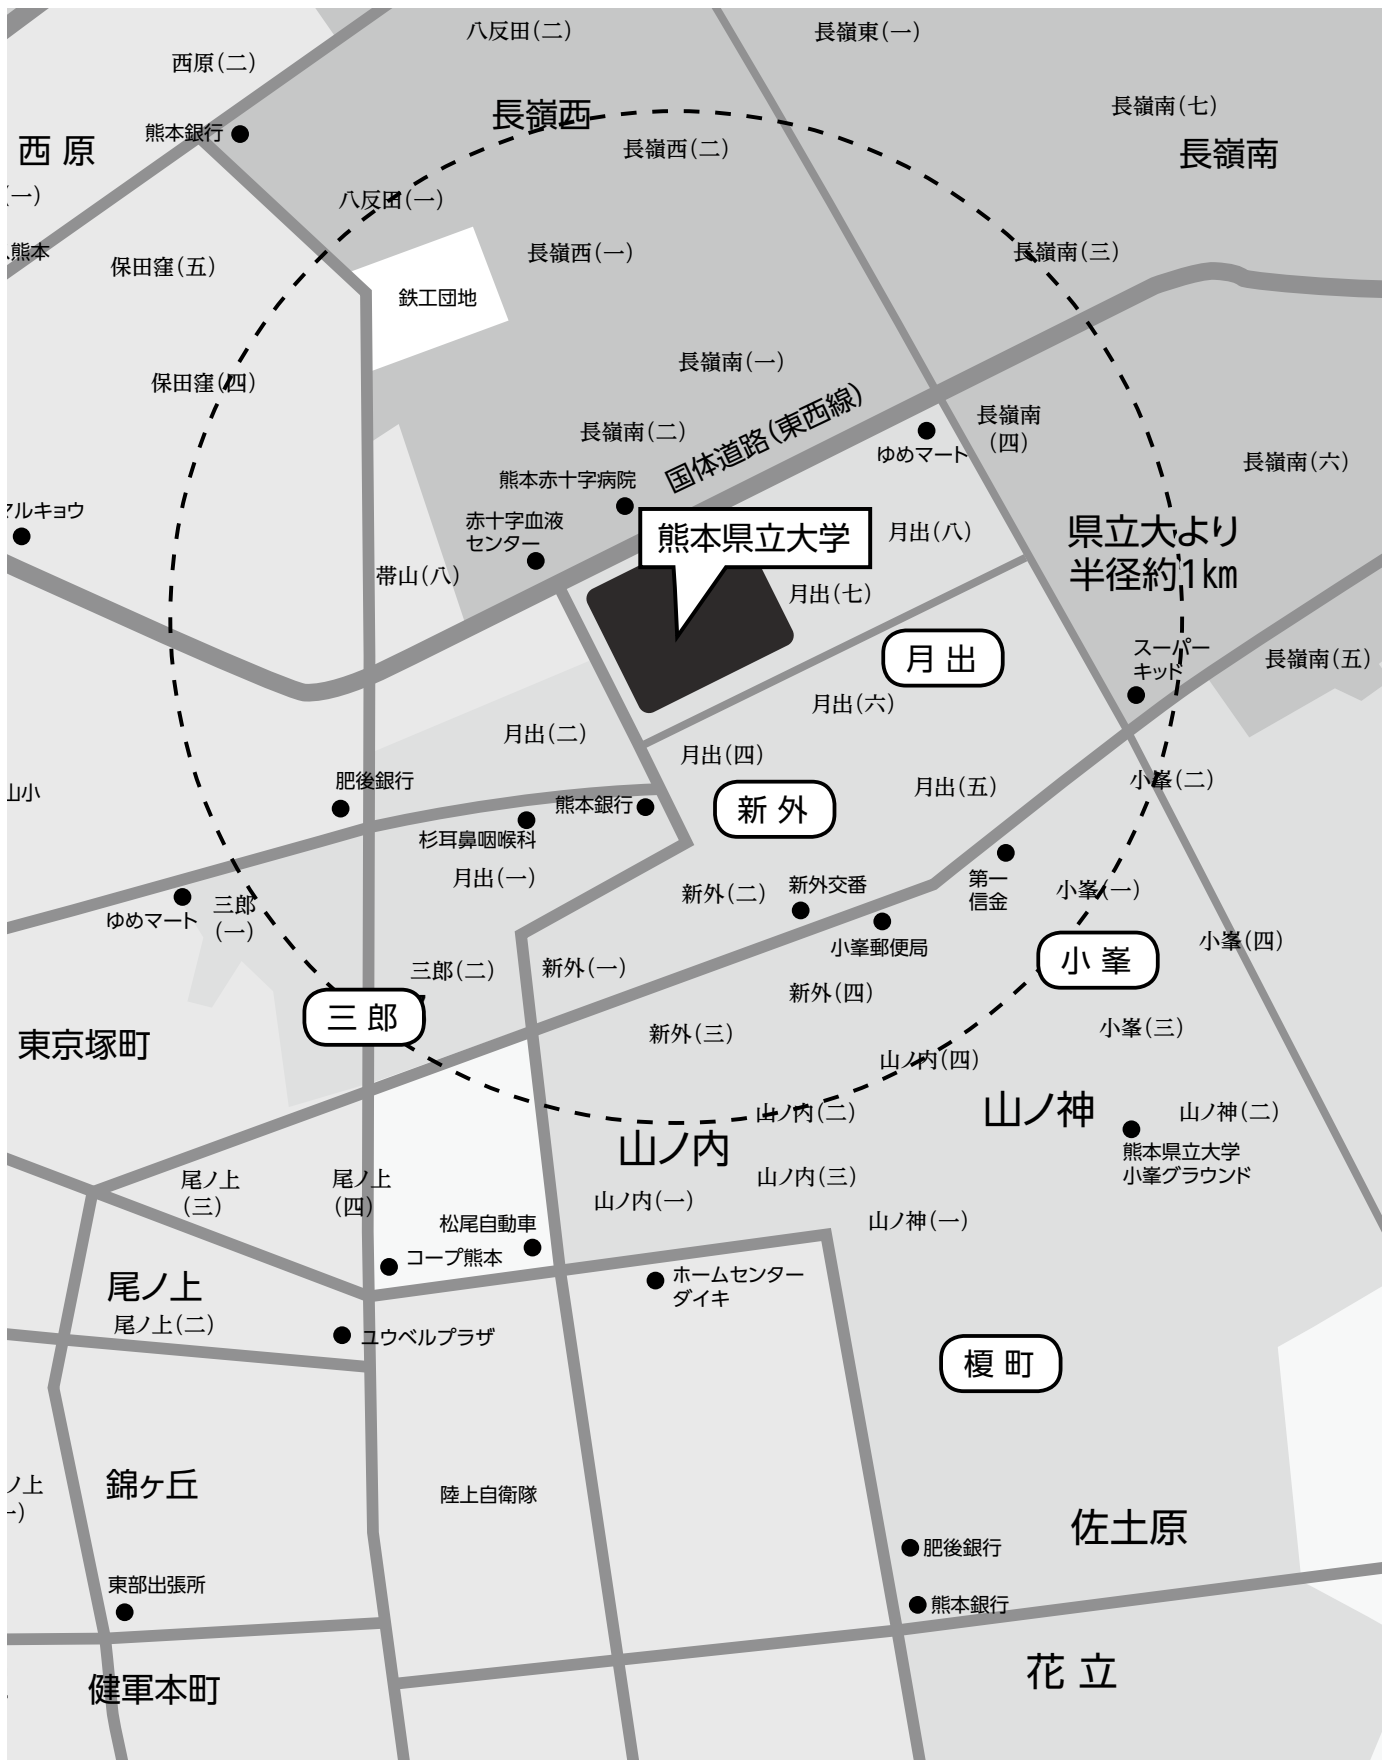 八反田(二)
長嶺東(一)
西原(二)
長嶺西
長嶺南(七)
熊本銀行
西原
長嶺西(二)
長嶺南
(一)
八反田(一)
熊本
保田窪(五)
長嶺西(一)
長嶺南(三)
鉄工団地
長嶺南(一)
保田窪(四)
国体道路(東西線)
長嶺南
(四)
長嶺南(二)
ゆめマート
長嶺南(六)
熊本赤十字病院
マルキョウ
赤十字血液
センター
熊本県立大学
月出(八)
県立大より
半径約1km
帯山(八)
月出(七)
スーパー
キッド
月出
長嶺南(五)
月出(六)
月出(二)
月出(四)
肥後銀行
月出(五)
小峯(二)
山小
熊本銀行
新外
杉耳鼻咽喉科
月出(一)
新外(二)
新外交番
第一
信金
小峯(一)
ゆめマート
三郎
(一)
小峯郵便局
小峯(四)
三郎(二)
新外(一)
小峯
新外(四)
三郎
小峯(三)
東京塚町
新外(三)
山ノ内(四)
山ノ内(二)
山ノ神
山ノ神(二)
山ノ内
熊本県立大学
小峯グラウンド
尾ノ上
(三)
尾ノ上
(四)
山ノ内(三)
山ノ内(一)
松尾自動車
山ノ神(一)
コープ熊本
ホームセンター
ダイキ
尾ノ上
尾ノ上(二)
ユウベルプラザ
榎町
ノ上
(一)
錦ヶ丘
陸上自衛隊
佐土原
肥後銀行
東部出張所
熊本銀行
花立
健軍本町